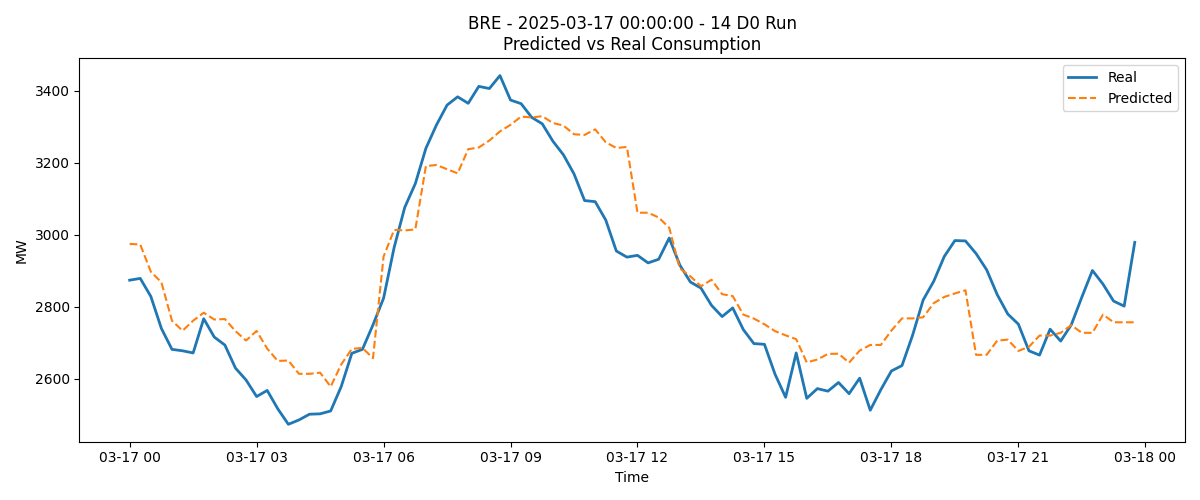 BRE - 2025-03-17 00:00:00 - 14 D0 Run
Predicted vs Real Consumption
Real
Predicted
MW
3400
3200
3000
2800
2600
03-17 00
03-17 03
03-17 06
03-17 09
03-17 12
03-17 15
03-17 18
03-17 21
03-18 00
Time